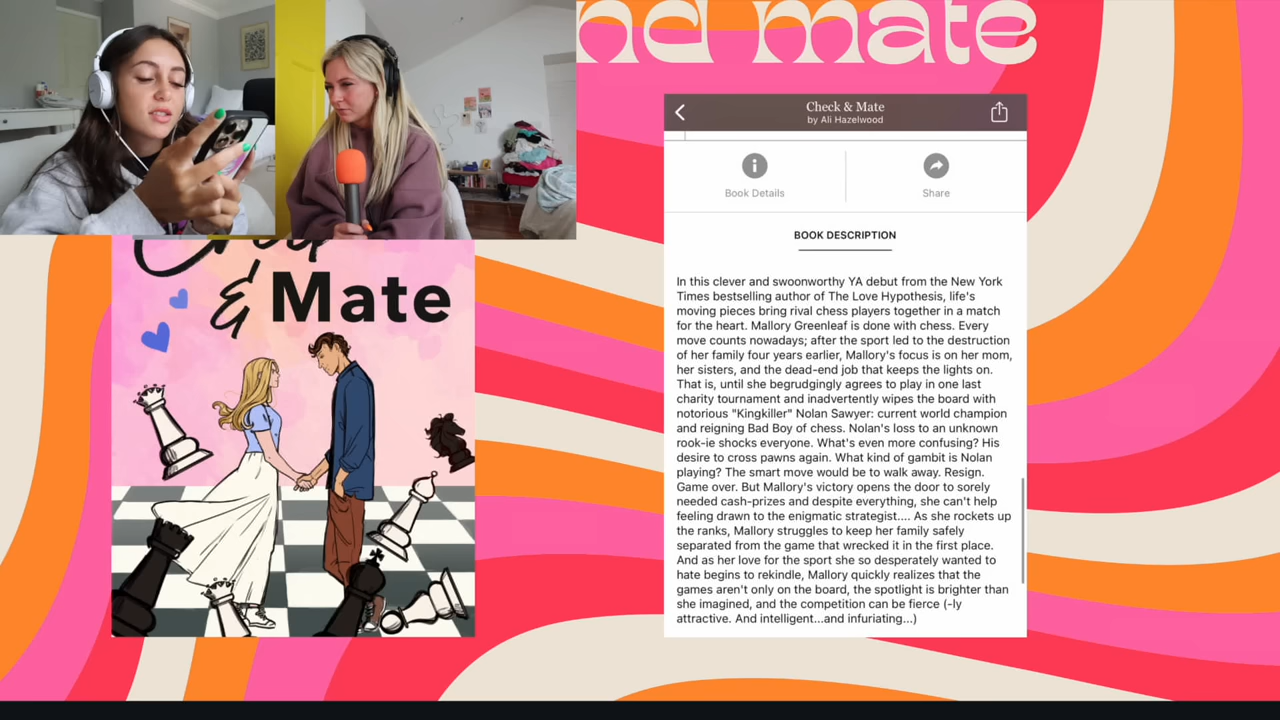 nd mate
Check & Mate
by Ali Hazelwood
Book Details
Share
BOOK DESCRIPTION
& Mate
In this clever and swoonworthy YA debut from the New York
Times bestselling author of The Love Hypothesis, life's
moving pieces bring rival chess players together in a match
for the heart. Mallory Greenleaf is done with chess. Every
move counts nowadays; after the sport led to the destruction
of her family four years earlier, Mallory's focus is on her mom,
her sisters, and the dead-end job that keeps the lights on.
That is, until she begrudgingly agrees to play in one last
charity tournament and inadvertently wipes the board with
notorious "Kingkiller" Nolan Sawyer: current world champion
and reigning Bad Boy of chess. Nolan's loss to an unknown
rook-ie shocks everyone. What's even more confusing? His
desire to cross pawns again. What kind of gambit is Nolan
playing? The smart move would be to walk away. Resign.
Game over. But Mallory's victory opens the door to sorely
needed cash-prizes and despite everything, she can't help
feeling drawn to the enigmatic strategist.... As she rockets up
the ranks, Mallory struggles to keep her family safely
separated from the game that wrecked it in the first place.
And as her love for the sport she so desperately wanted to
hate begins to rekindle, Mallory quickly realizes that the
games aren't only on the board, the spotlight is brighter than
she imagined, and the competition can be fierce (-ly
attractive. And intelligent...and infuriating...)